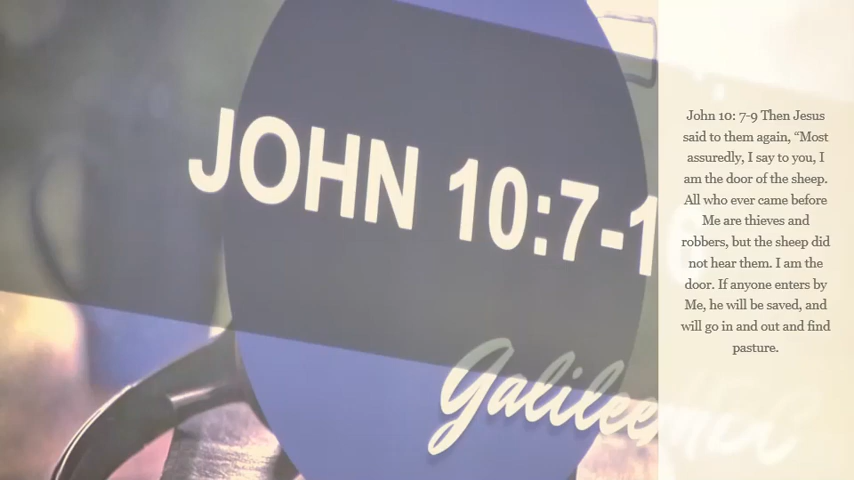 JOHN 10:7-16
Galileemin
John 10: 7-9 Then Jesus
said to them again, “Most
assuredly, I say to you, I
am the door of the sheep.
All who ever came before
Me are thieves and
robbers, but the sheep did
not hear them. I am the
door. If anyone enters by
Me, he will be saved, and
will go in and out and find
pasture.